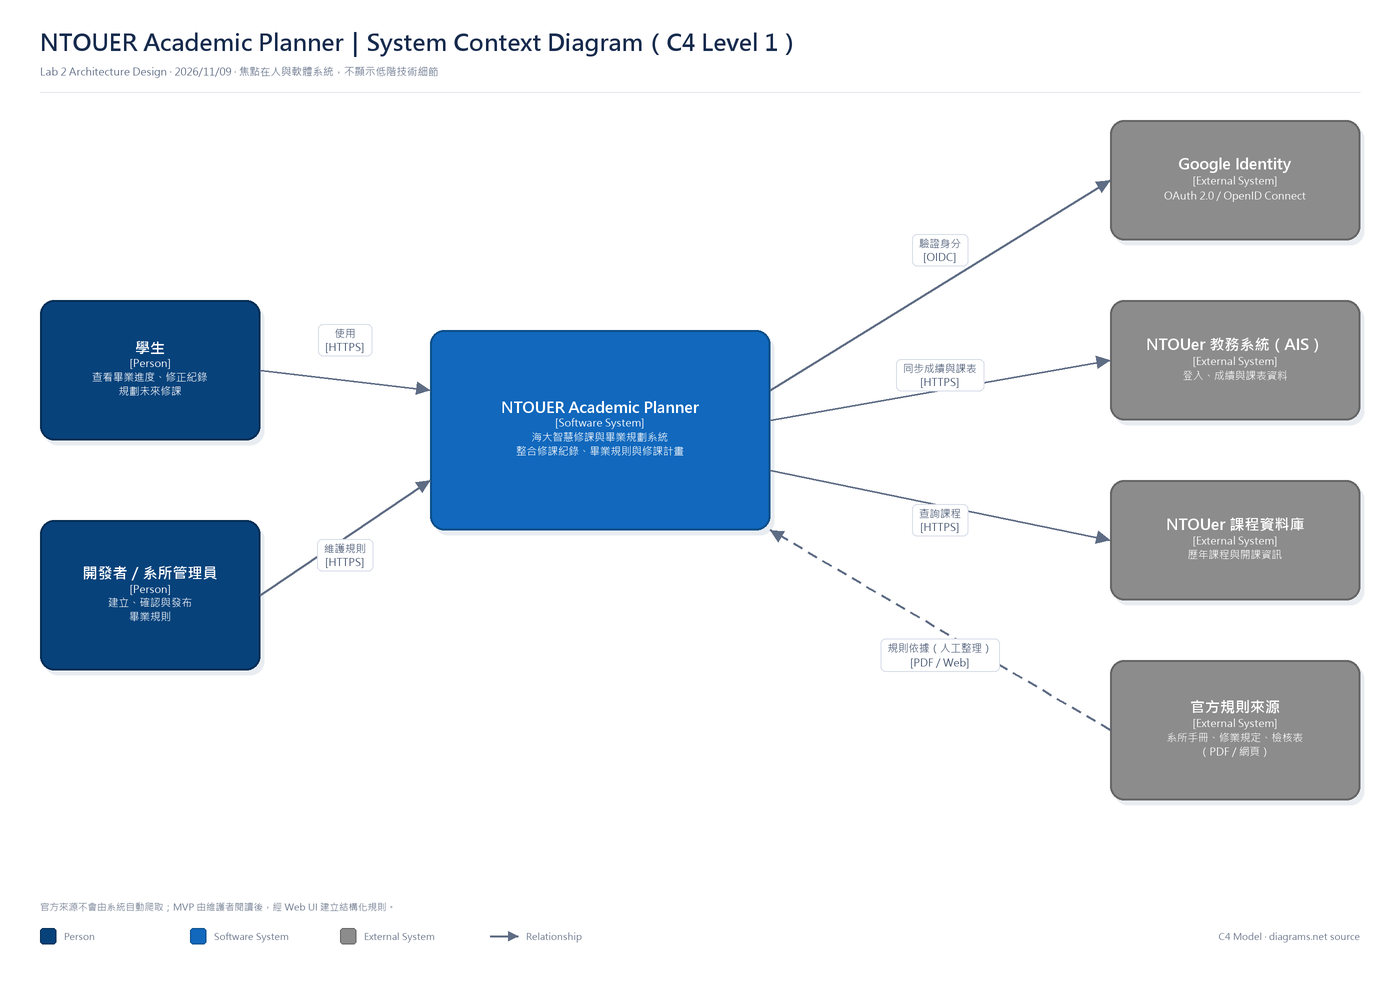 NTOUER Academic Planner | System Context Diagram（C4 Level 1）
Lab 2 Architecture Design · 2026/11/09 · 焦點在人與軟體系統，不顯示低階技術細節
Google Identity
[External System]
OAuth 2.0 / OpenID Connect
驗證身分
[OIDC]
學生
[Person]
查看畢業進度、修正紀錄
規劃未來修課
使用
[HTTPS]
NTOUER Academic Planner
[Software System]
海大智慧修課與畢業規劃系統
整合修課紀錄、畢業規則與修課計畫
同步成績與課表
[HTTPS]
NTOUer 教務系統（AIS）
[External System]
登入、成績與課表資料
開發者 / 系所管理員
[Person]
建立、確認與發布
畢業規則
維護規則
[HTTPS]
查詢課程
[HTTPS]
NTOUer 課程資料庫
[External System]
歷年課程與開課資訊
規則依據（人工整理）
[PDF / Web]
官方規則來源
[External System]
系所手冊、修業規定、檢核表
（PDF / 網頁）
官方來源不會由系統自動爬取；MVP 由維護者閱讀後，經 Web UI 建立結構化規則。
Person
Software System
External System
Relationship
C4 Model · diagrams.net source